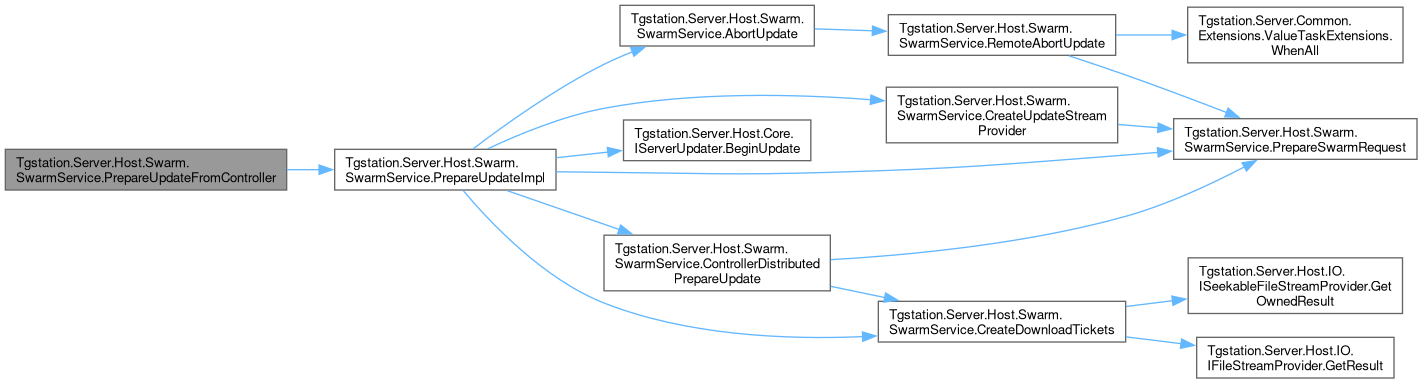 Tgstation.Server.Host.Swarm.
SwarmService.PrepareUpdateFromController
Tgstation.Server.Host.Swarm.
SwarmService.PrepareUpdateImpl
Tgstation.Server.Host.Swarm.
SwarmService.AbortUpdate
Tgstation.Server.Host.Swarm.
SwarmService.RemoteAbortUpdate
Tgstation.Server.Common.
Extensions.ValueTaskExtensions.
WhenAll
Tgstation.Server.Host.Swarm.
SwarmService.CreateUpdateStream
Provider
Tgstation.Server.Host.Core.
IServerUpdater.BeginUpdate
Tgstation.Server.Host.Swarm.
SwarmService.PrepareSwarmRequest
Tgstation.Server.Host.Swarm.
SwarmService.ControllerDistributed
PrepareUpdate
Tgstation.Server.Host.Swarm.
SwarmService.CreateDownloadTickets
Tgstation.Server.Host.IO.
ISeekableFileStreamProvider.Get
OwnedResult
Tgstation.Server.Host.IO.
IFileStreamProvider.GetResult